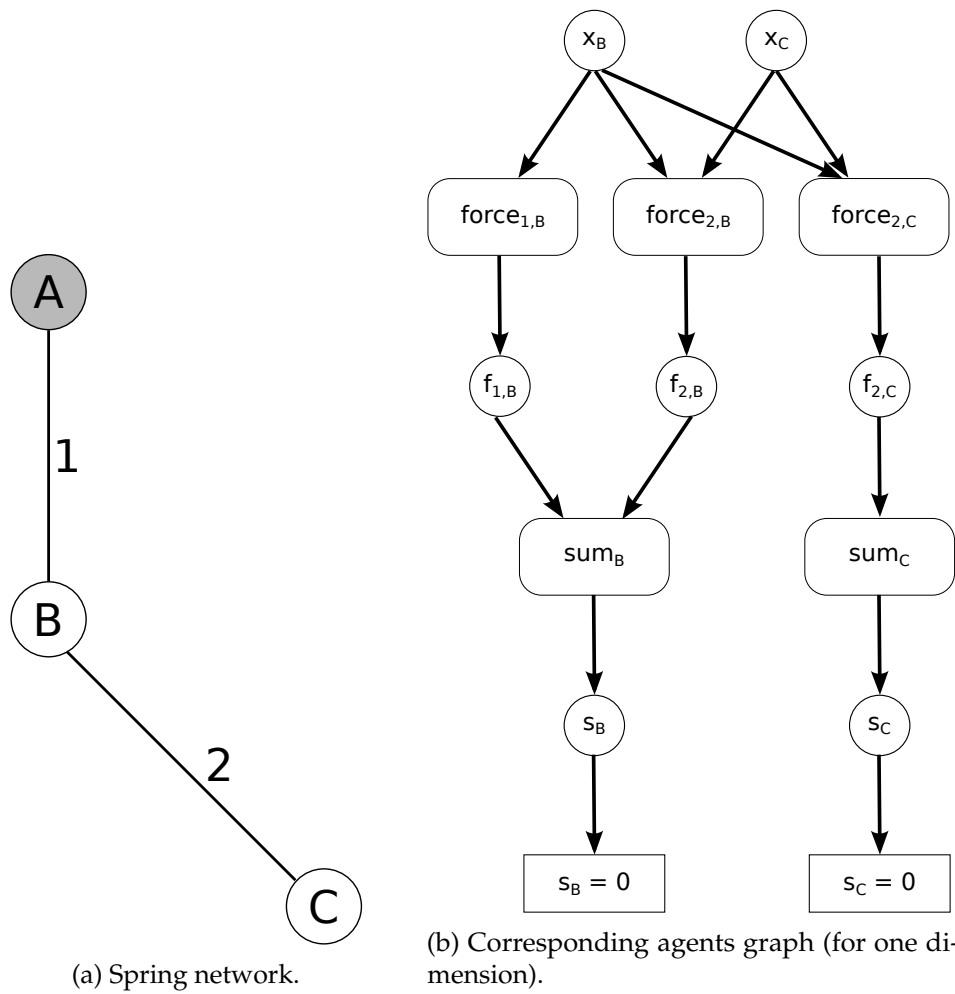 x_B x_C
force_1,B force_2,B force_2,C
A
f_1,B f_2,B f_2,C
1
sum_B sum_C
B
s_B s_C
2
s_B = 0 s_C = 0
C
(b) Corresponding agents graph (for one di-
mension).
(a) Spring network.